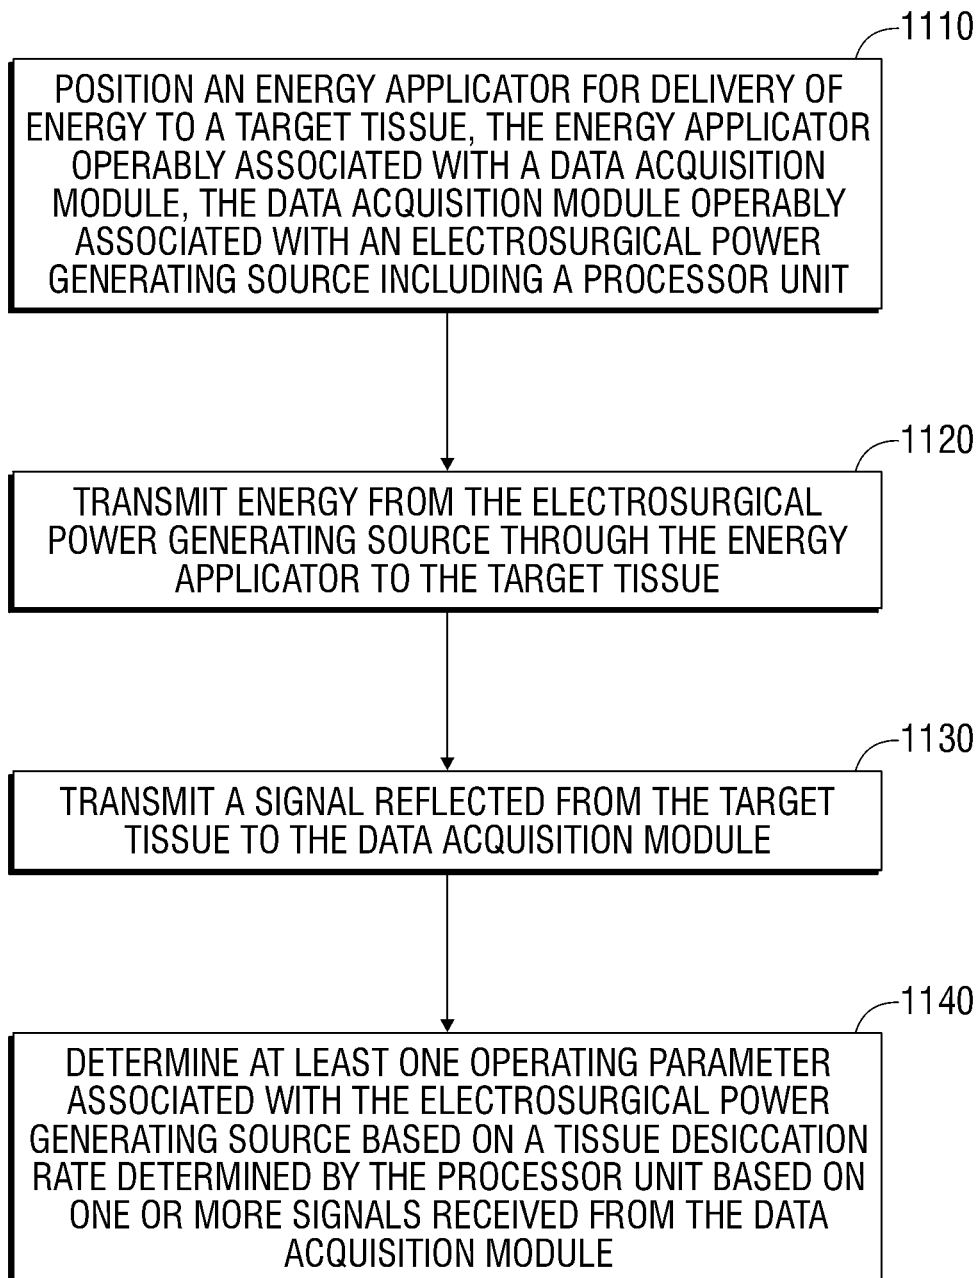 1110
POSITION AN ENERGY APPLICATOR FOR DELIVERY OF
ENERGY TO A TARGET TISSUE, THE ENERGY APPLICATOR
OPERABLY ASSOCIATED WITH A DATA ACQUISITION
MODULE, THE DATA ACQUISITION MODULE OPERABLY
ASSOCIATED WITH AN ELECTROSURGICAL POWER
GENERATING SOURCE INCLUDING A PROCESSOR UNIT
1120
TRANSMIT ENERGY FROM THE ELECTROSURGICAL
POWER GENERATING SOURCE THROUGH THE ENERGY
APPLICATOR TO THE TARGET TISSUE
1130
TRANSMIT A SIGNAL REFLECTED FROM THE TARGET
TISSUE TO THE DATA ACQUISITION MODULE
1140
DETERMINE AT LEAST ONE OPERATING PARAMETER
ASSOCIATED WITH THE ELECTROSURGICAL POWER
GENERATING SOURCE BASED ON A TISSUE DESICCATION
RATE DETERMINED BY THE PROCESSOR UNIT BASED ON
ONE OR MORE SIGNALS RECEIVED FROM THE DATA
ACQUISITION MODULE